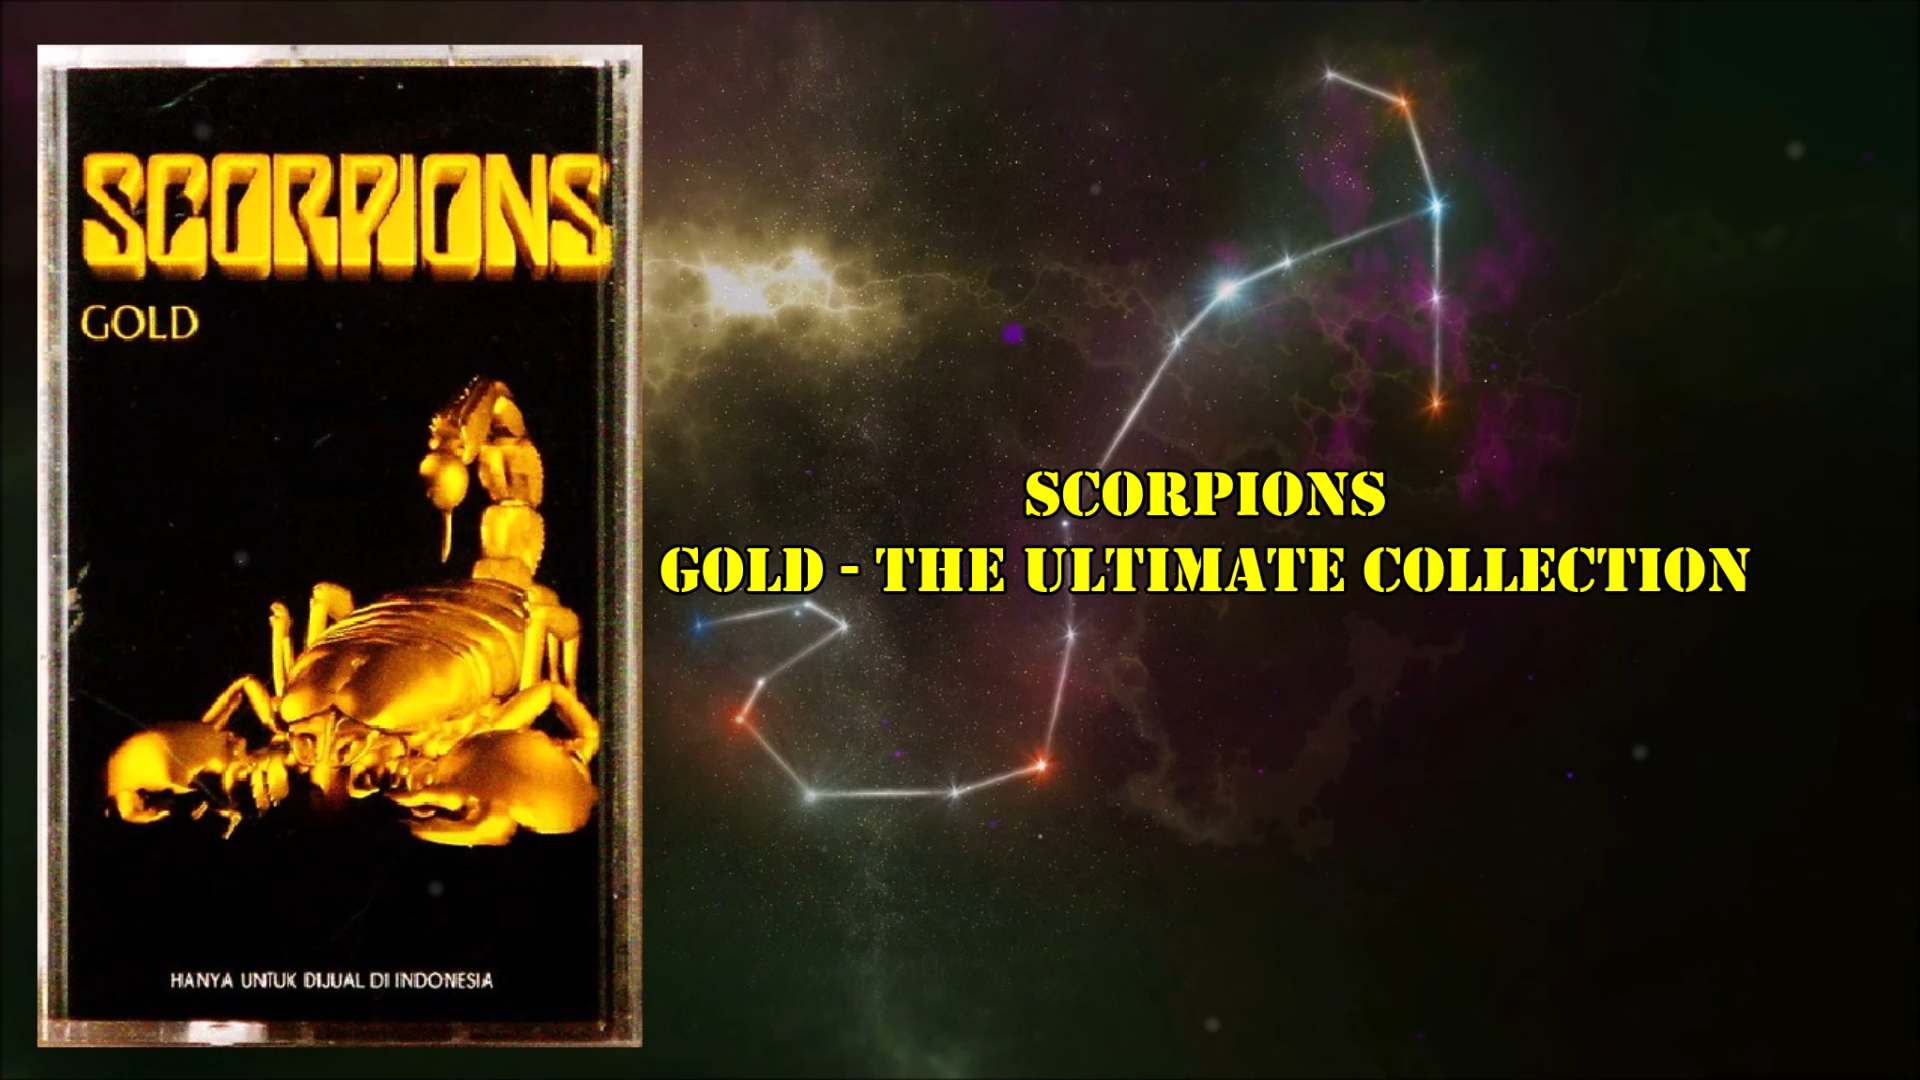 SCORPIONS
GOLD
HANYA UNTUK DIJUAL DI INDONESIA
SCORPIONS
GOLD - THE ULTIMATE COLLECTION